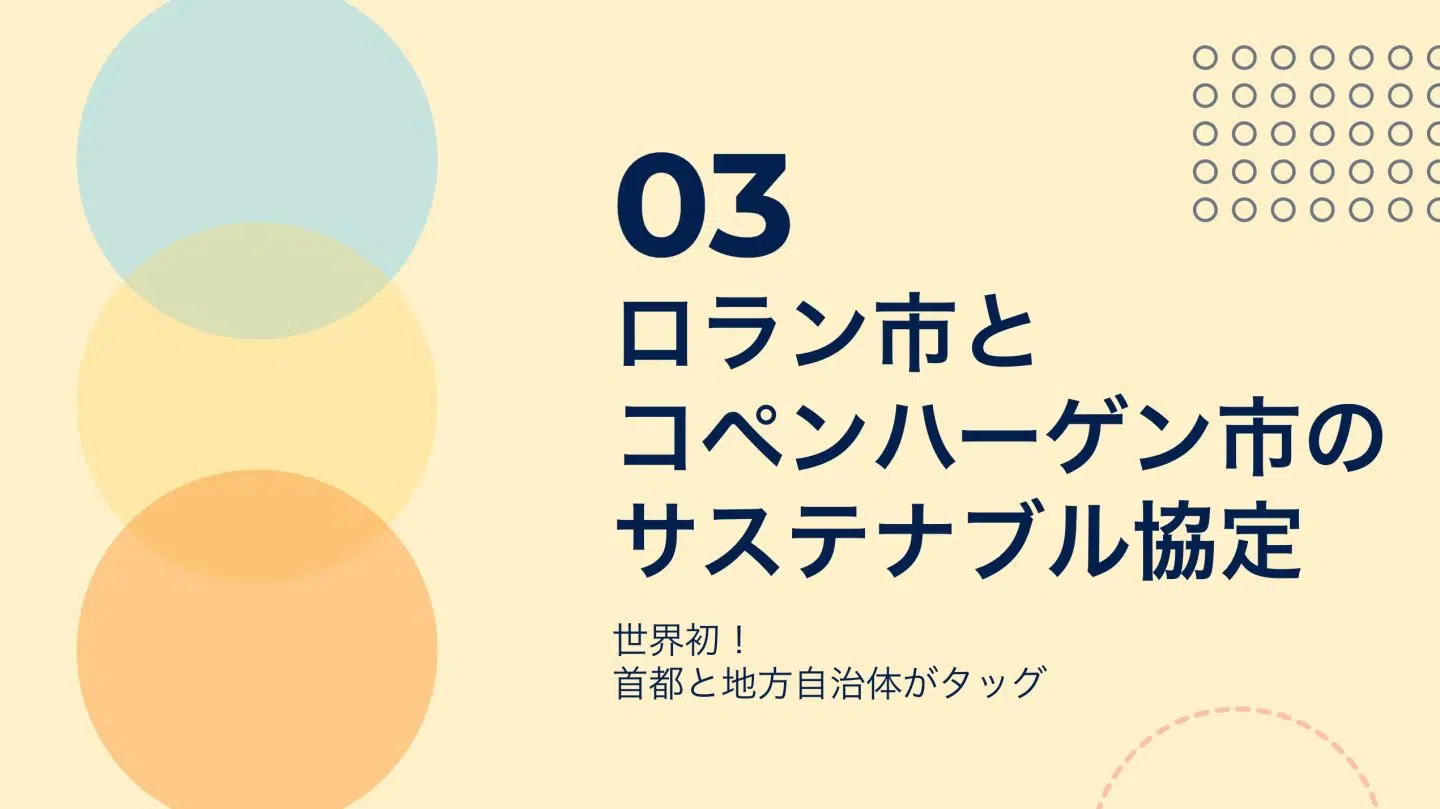 03
ロラン市と
コペンハーゲン市の
サステナブル協定
世界初！
首都と地方自治体がタッグ